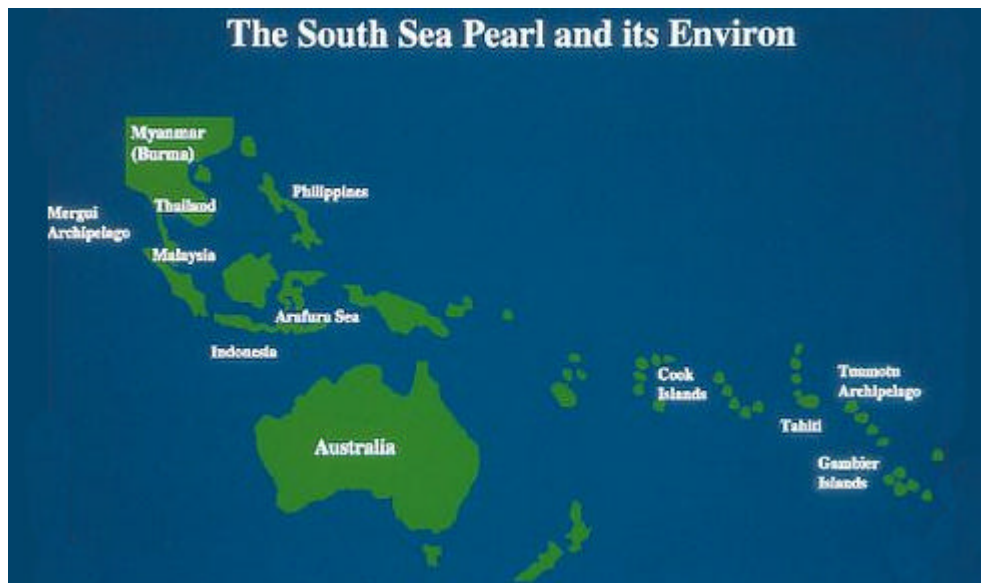 The South Sea Pearl and its Environ
Myanmar
(Burma)
Philippines
Thailand
Mergui
Archipelago
Malaysia
Arafura Sea
Indonesia
Cook
Islands
Tuamotu
Archipelago
Tahiti
Australia
Gambier
Islands